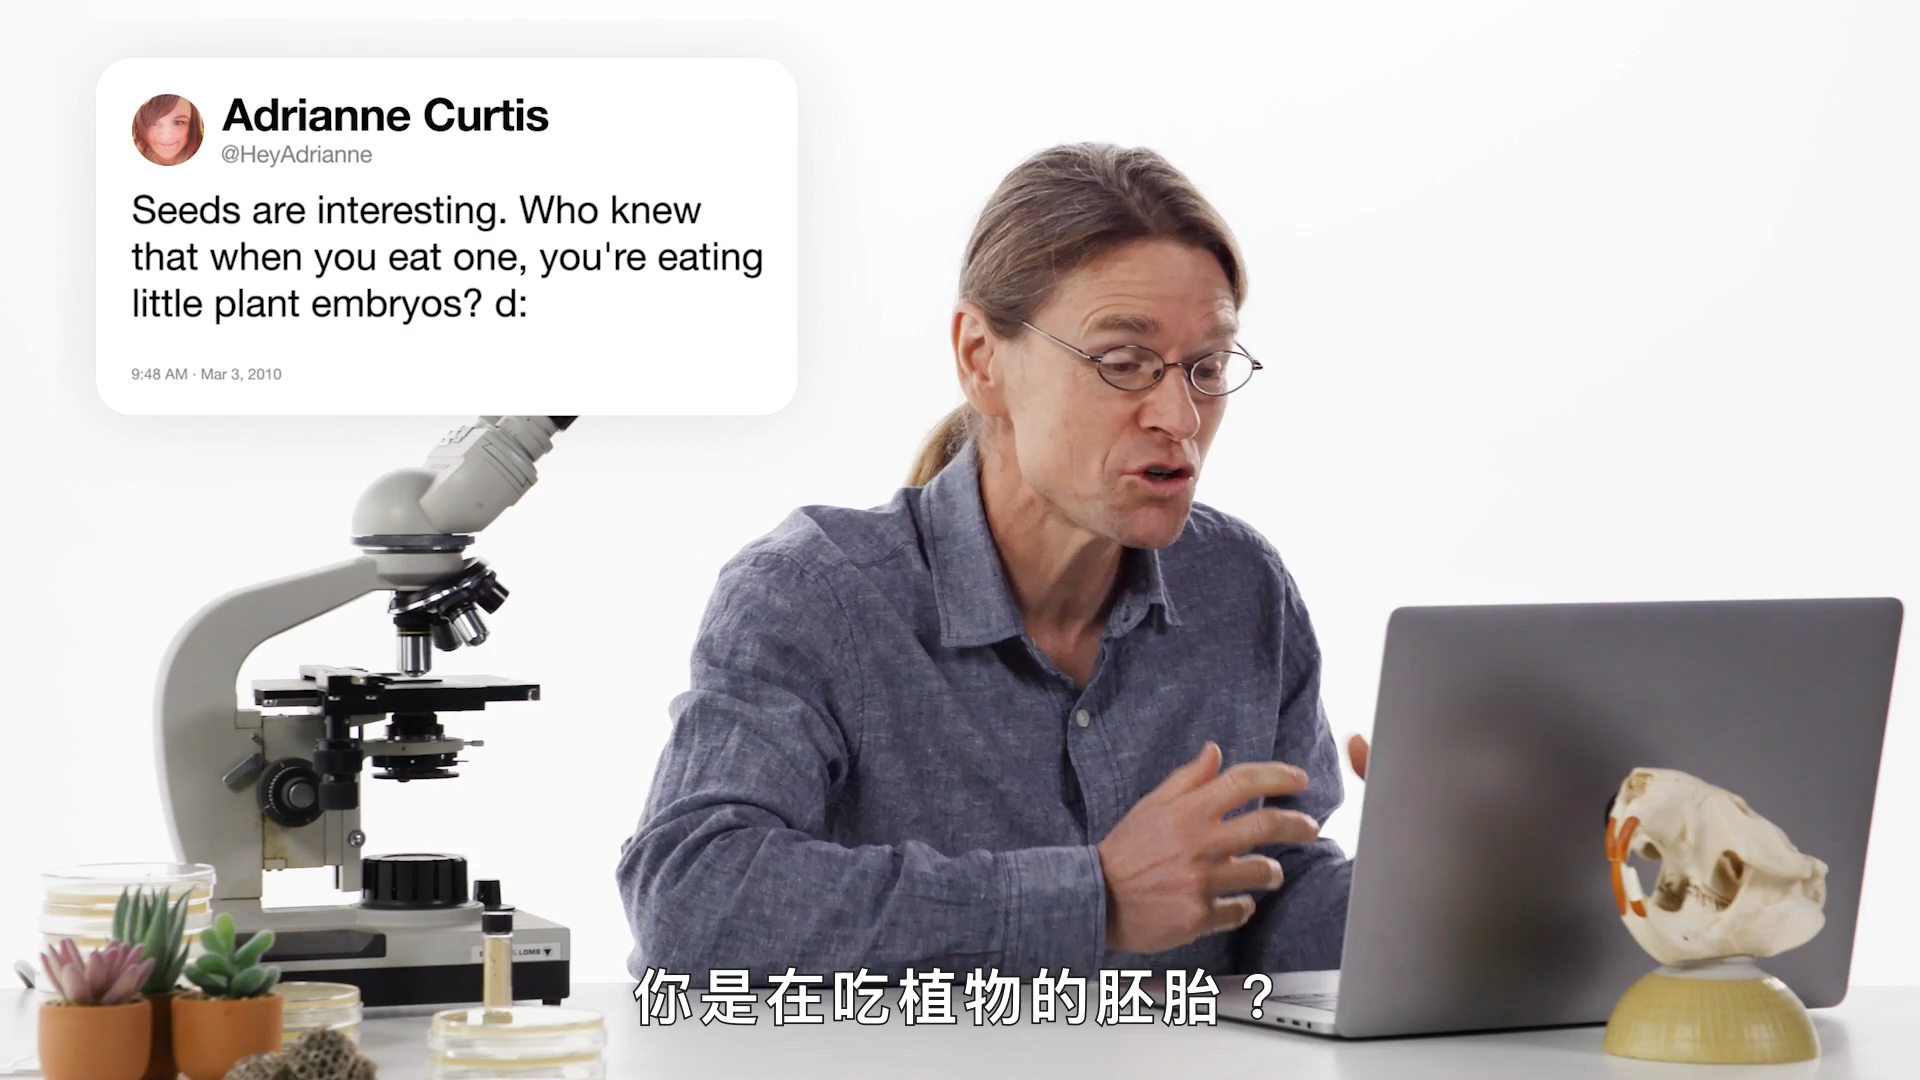 Adrianne Curtis
@HeyAdrianne
Seeds are interesting. Who knew
that when you eat one, you're eating
little plant embryos? d:
9:48 AM · Mar 3, 2010
LOMB
你是在吃植物的胚胎？